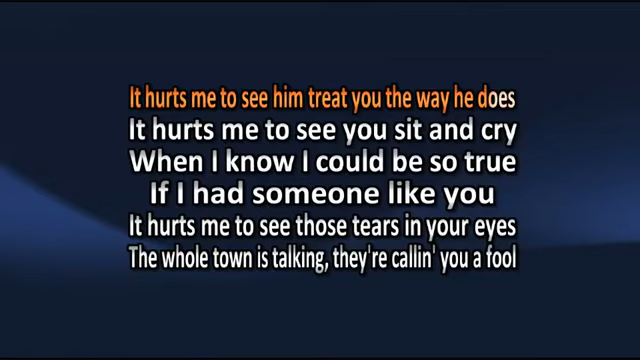 It hurts me to see him treat you the way he does
It hurts me to see you sit and cry
When I know I could be so true
If I had someone like you
It hurts me to see those tears in your eyes
The whole town is talking, they're callin' you a fool